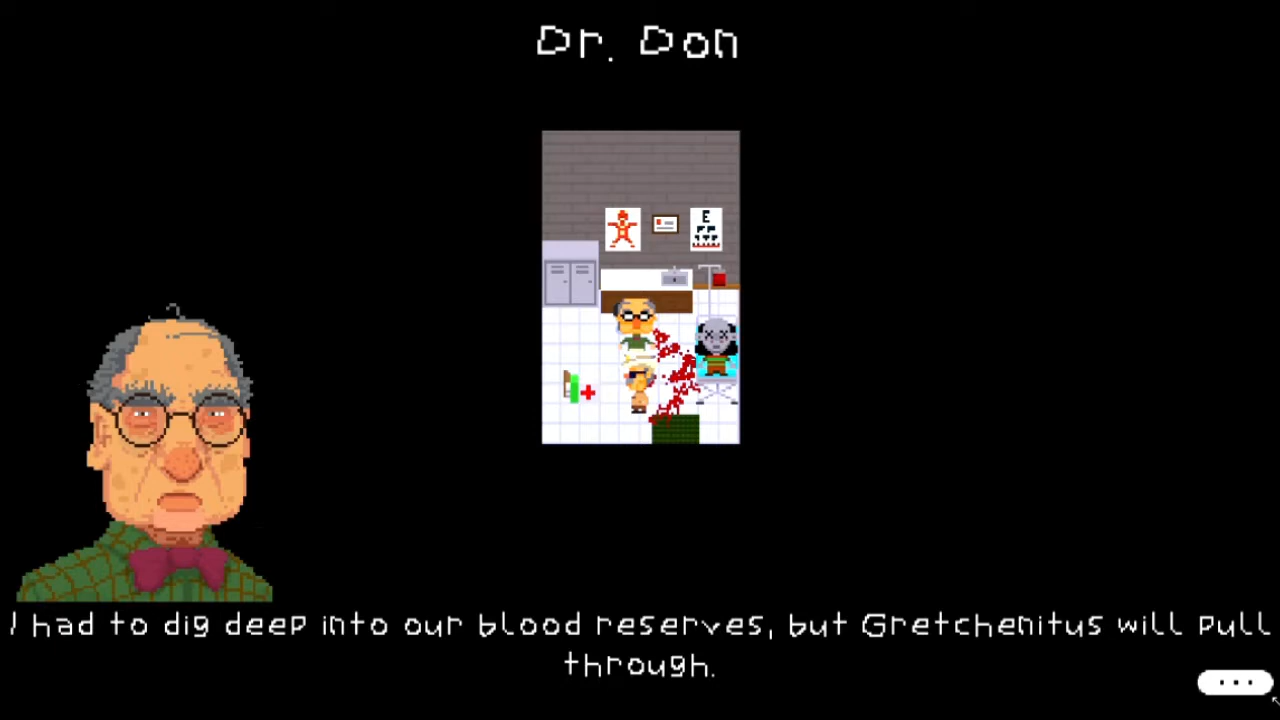 Dr. Don
E
I had to dig deep into our blood reserves, but Gretchenitus will pull
through.
...